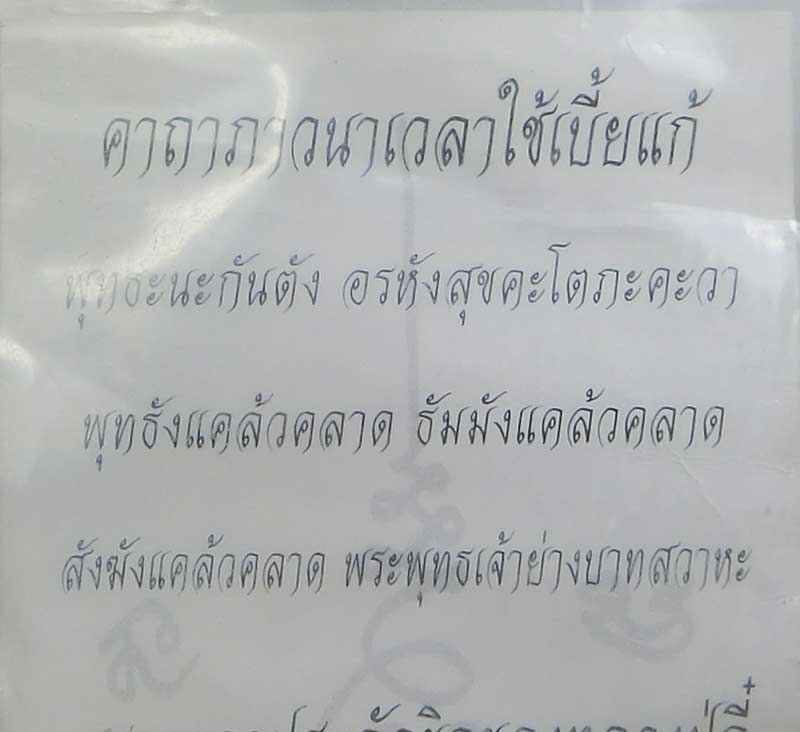 คาถาภาวนาเวลาใช้เบี้ยแก้
พุทธะนะกันตัง อรหังสุขคะโตภะคะวา
พุทธังแคล้วคลาด ธัมมังแคล้วคลาด
สังฆังแคล้วคลาด พระพุทธเจ้าย่างบาทสวาหะ